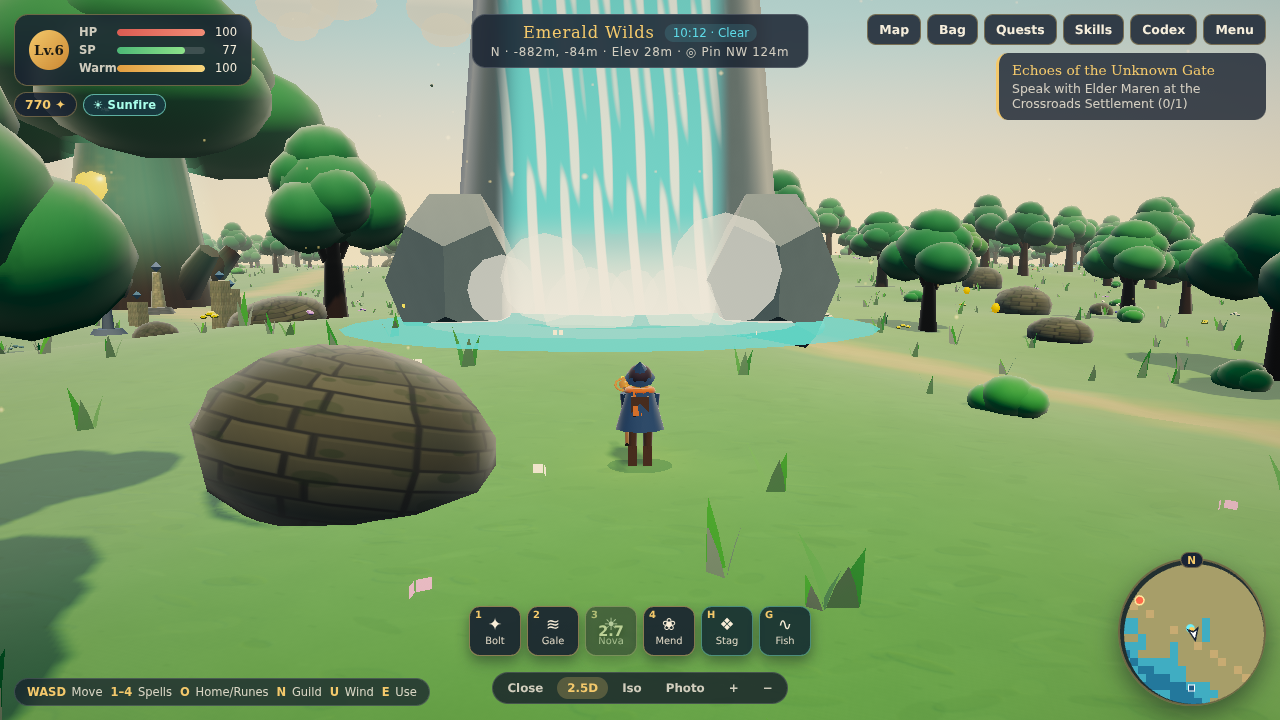 Lv.6
HP 100
SP 77
Warm 100
770 ✦
☀ Sunfire
Emerald Wilds 10:12 · Clear
N · -882m, -84m · Elev 28m · ◎ Pin NW 124m
Map Bag Quests Skills Codex Menu
Echoes of the Unknown Gate
Speak with Elder Maren at the
Crossroads Settlement (0/1)
N
1 Bolt
2 Gale
3 2.7 Nova
4 Mend
H Stag
G Fish
WASD Move 1–4 Spells O Home/Runes N Guild U Wind E Use
Close 2.5D Iso Photo + −